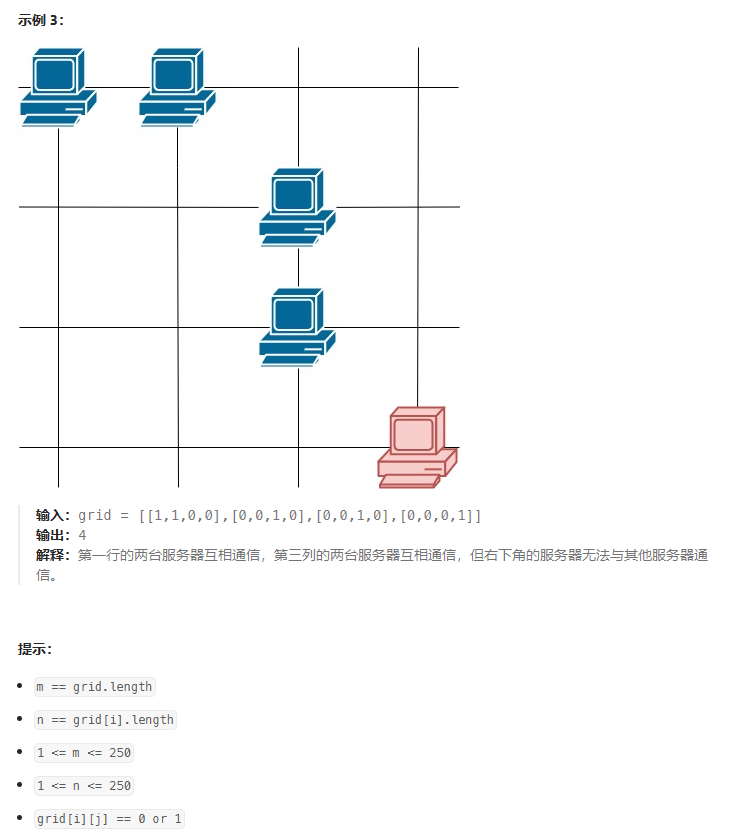 示例 3：
输入：grid = [[1,1,0,0],[0,0,1,0],[0,0,1,0],[0,0,0,1]]
输出：4
解释：第一行的两台服务器互相通信，第三列的两台服务器互相通信，但右下角的服务器无法与其他服务器通
信。
提示：
m == grid.length
n == grid[i].length
1 <= m <= 250
1 <= n <= 250
grid[i][j] == 0 or 1